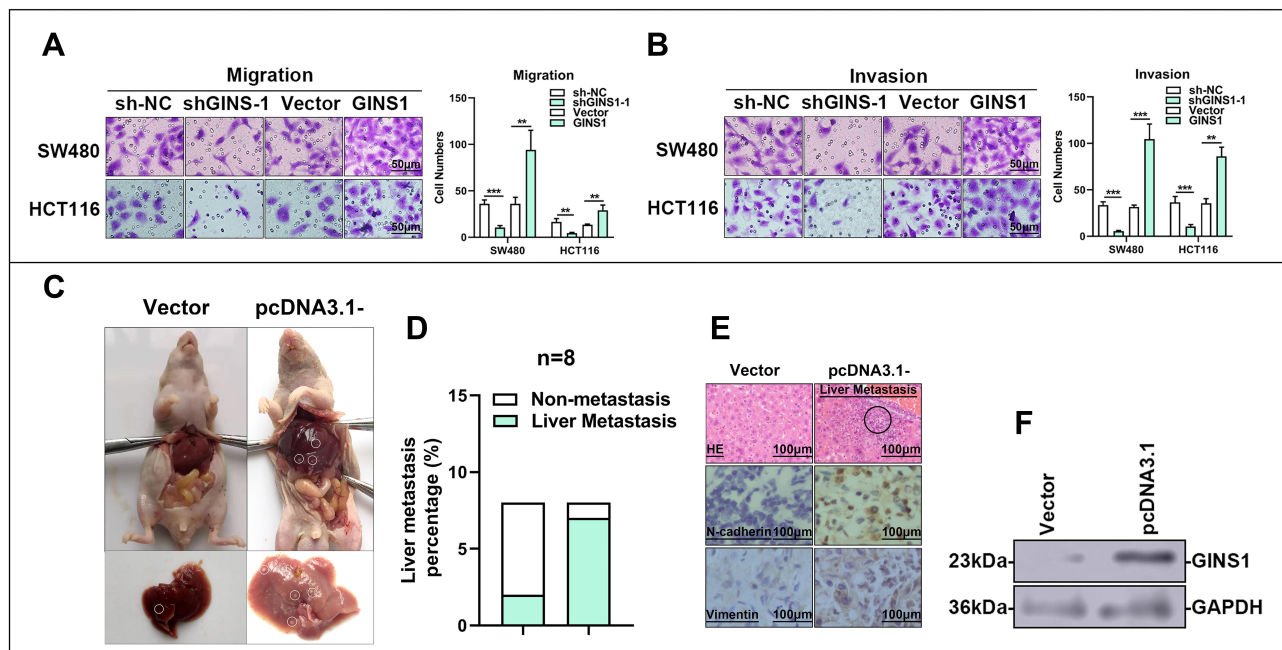 A
Migration
sh-NC shGINS-1 Vector GINS1
SW480
50μm
HCT116
50μm
Migration
sh-NC
shGINS1-1
Vector
GINS1
Cell Numbers
150
100
50
0
*** ** ** **
SW480 HCT116
B
Invasion
sh-NC shGINS-1 Vector GINS1
SW480
50μm
HCT116
50μm
Invasion
sh-NC
shGINS1-1
Vector
GINS1
Cell Numbers
150
100
50
0
*** *** *** **
SW480 HCT116
C
Vector pcDNA3.1-
D
n=8
Non-metastasis
Liver Metastasis
Liver metastasis
percentage (%)
15
10
5
0
E
Vector pcDNA3.1-
Liver Metastasis
HE 100μm 100μm
N-cadherin 100μm 100μm
Vimentin 100μm 100μm
F
Vector
pcDNA3.1
23kDa- -GINS1
36kDa- -GAPDH